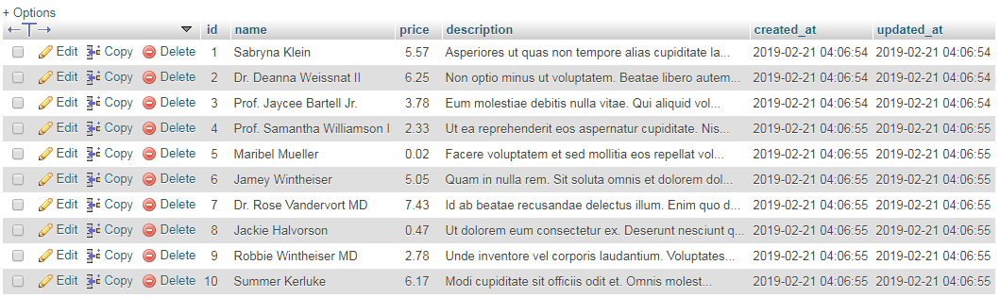 + Options
id name price description created_at updated_at
Edit Copy Delete 1 Sabryna Klein 5.57 Asperiores ut quas non tempore alias cupiditate la... 2019-02-21 04:06:54 2019-02-21 04:06:54
Edit Copy Delete 2 Dr. Deanna Weissnat II 6.25 Non optio minus ut voluptatem. Beatae libero autem... 2019-02-21 04:06:54 2019-02-21 04:06:54
Edit Copy Delete 3 Prof. Jaycee Bartell Jr. 3.78 Eum molestiae debitis nulla vitae. Qui aliquid vol... 2019-02-21 04:06:54 2019-02-21 04:06:54
Edit Copy Delete 4 Prof. Samantha Williamson I 2.33 Ut ea reprehenderit eos aspernatur cupiditate. Nis... 2019-02-21 04:06:55 2019-02-21 04:06:55
Edit Copy Delete 5 Maribel Mueller 0.02 Facere voluptatem et sed mollitia eos repellat vol... 2019-02-21 04:06:55 2019-02-21 04:06:55
Edit Copy Delete 6 Jamey Wintheiser 5.05 Quam in nulla rem. Sit soluta omnis et dolorem dol... 2019-02-21 04:06:55 2019-02-21 04:06:55
Edit Copy Delete 7 Dr. Rose Vandervort MD 7.43 Id ab beatae recusandae delectus illum. Enim quo d... 2019-02-21 04:06:55 2019-02-21 04:06:55
Edit Copy Delete 8 Jackie Halvorson 0.47 Ut dolorem eum consectetur ex. Deserunt nesciunt q... 2019-02-21 04:06:55 2019-02-21 04:06:55
Edit Copy Delete 9 Robbie Wintheiser MD 2.78 Unde inventore vel corporis laudantium. Voluptates... 2019-02-21 04:06:55 2019-02-21 04:06:55
Edit Copy Delete 10 Summer Kerluke 6.17 Modi cupiditate sit officiis odit et. Omnis molest... 2019-02-21 04:06:55 2019-02-21 04:06:55